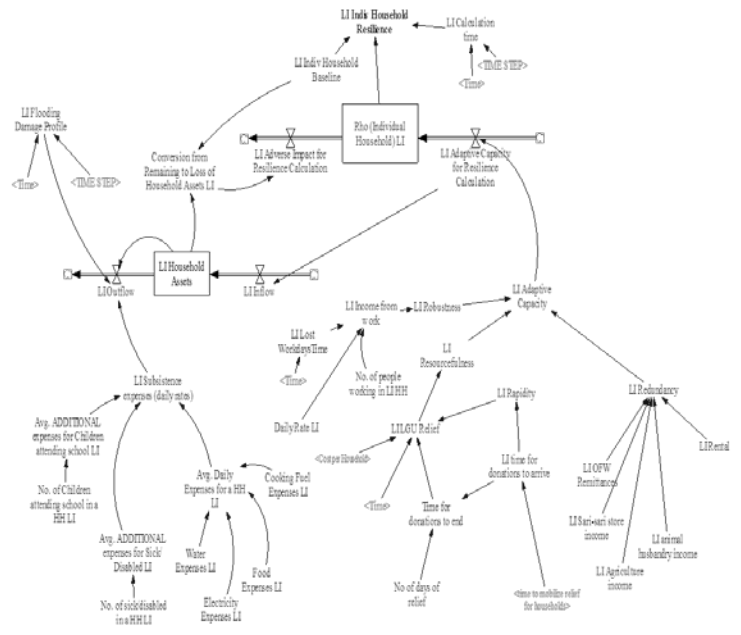 LI Indiv Household
Resilience
LI Calculation
time
<TIME STEP>
<Time>
LI Indiv Household
Baseline
LI Flooding
Damage Profile
<Time>
<TIME STEP>
Rho (Individual
Household) LI
Conversion from
Remaining to Loss of
Household Assets LI
LI Adverse Impact for
Resilience Calculation
LI Adaptive Capacity
for Resilience
Calculation
LI Household
Assets
LI Outflow
LI Inflow
LI Income from
work
LI Robustness
LI Adaptive
Capacity
LI Lost
Workdays/Time
<Time>
No. of people
working in LI HH
Daily Rate LI
LI
Resourcefulness
LI Rapidity
LI Redundancy
LI Rental
LI Subsistence
expenses (daily rates)
Avg. ADDITIONAL
expenses for Children
attending school LI
No. of Children
attending school in a
HH LI
Avg. Daily
Expenses for a HH
LI
Cooking Fuel
Expenses LI
LI LGU Relief
<Cost per Household>
<Time>
Time for
donations to end
LI time for
donations to arrive
LI OFW
Remittances
LI Sari-sari store
income
LI animal
husbandry income
LI Agriculture
income
Avg. ADDITIONAL
expenses for Sick/
Disabled LI
No. of sick/disabled
in a HH LI
Water
Expenses LI
Food
Expenses LI
Electricity
Expenses LI
No of days of
relief
<time to mobilize relief
for households>